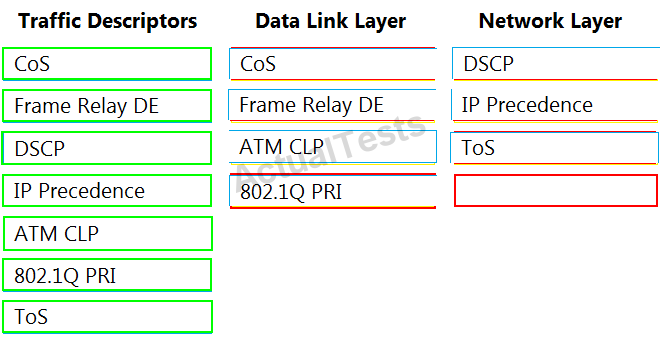 Traffic Descriptors
CoS
Frame Relay DE
DSCP
IP Precedence
ATM CLP
802.1Q PRI
ToS
Data Link Layer
CoS
Frame Relay DE
ATM CLP
802.1Q PRI
Network Layer
DSCP
IP Precedence
ToS
ActualTests